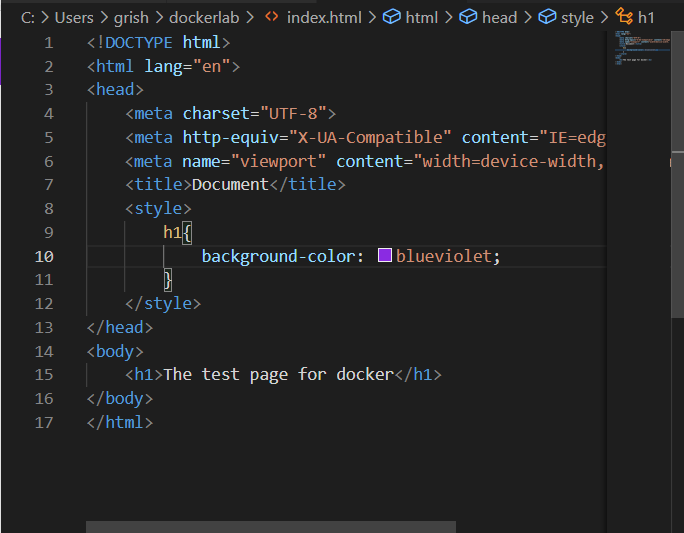 C: > Users > grish > dockerlab > <> index.html > html > head > style > h1
1 <!DOCTYPE html>
2 <html lang="en">
3 <head>
4     <meta charset="UTF-8">
5     <meta http-equiv="X-UA-Compatible" content="IE=edg
6     <meta name="viewport" content="width=device-width,
7     <title>Document</title>
8     <style>
9         h1{
10             background-color: blueviolet;
11         }
12     </style>
13 </head>
14 <body>
15     <h1>The test page for docker</h1>
16 </body>
17 </html>